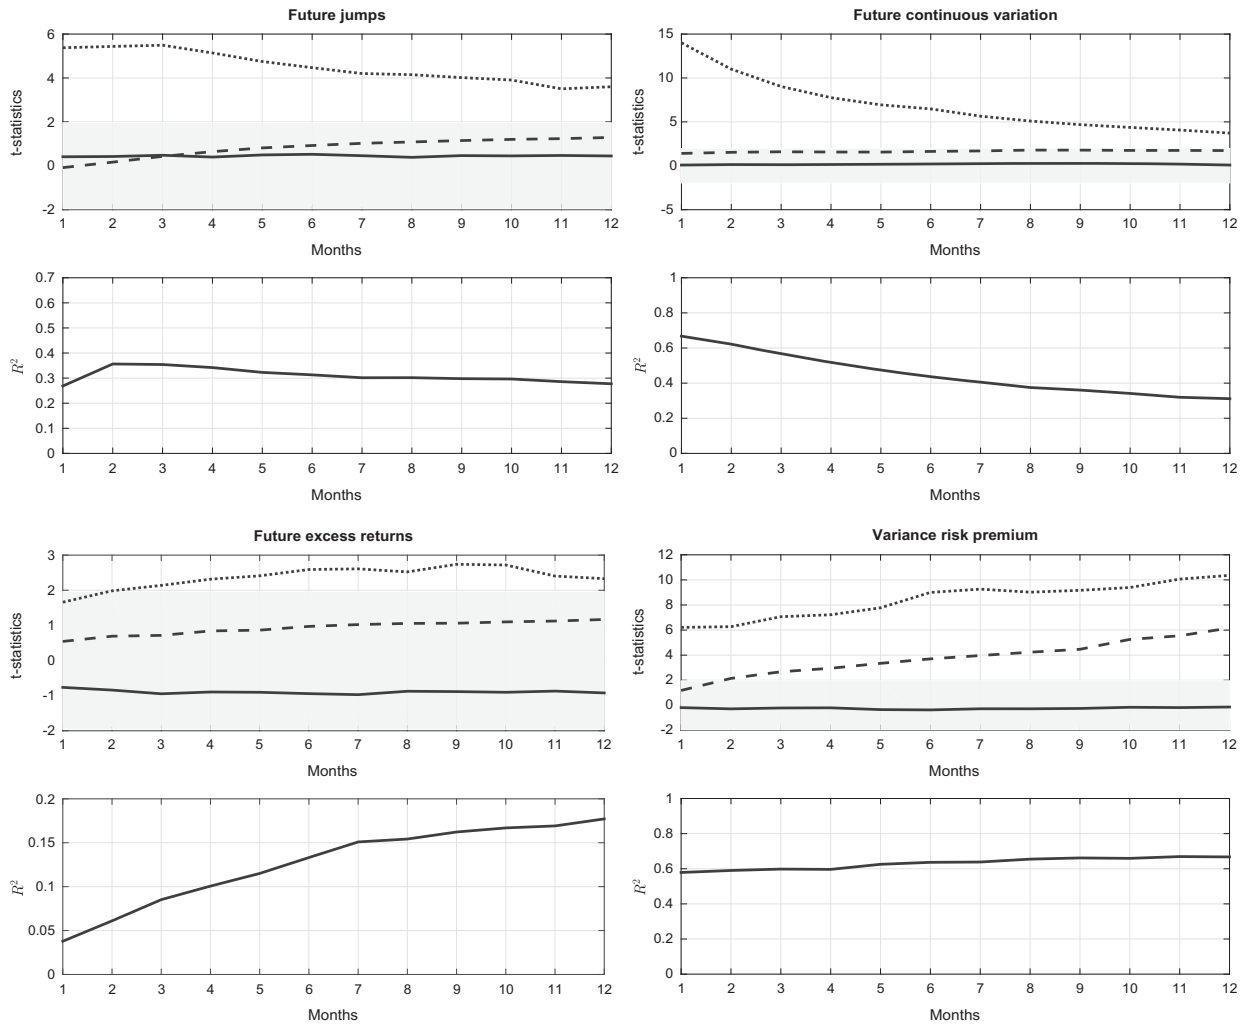 Future jumps
6
4
2
0
-2
t-statistics
1 2 3 4 5 6 7 8 9 10 11 12
Months
Future continuous variation
15
10
5
0
-5
t-statistics
1 2 3 4 5 6 7 8 9 10 11 12
Months
0.7
0.6
0.5
0.4
0.3
0.2
0.1
0
R²
1 2 3 4 5 6 7 8 9 10 11 12
Months
1
0.8
0.6
0.4
0.2
0
R²
1 2 3 4 5 6 7 8 9 10 11 12
Months
Future excess returns
3
2
1
0
-1
-2
t-statistics
1 2 3 4 5 6 7 8 9 10 11 12
Months
Variance risk premium
12
10
8
6
4
2
0
-2
t-statistics
1 2 3 4 5 6 7 8 9 10 11 12
Months
0.2
0.15
0.1
0.05
0
R²
1 2 3 4 5 6 7 8 9 10 11 12
Months
1
0.8
0.6
0.4
0.2
0
R²
1 2 3 4 5 6 7 8 9 10 11 12
Months